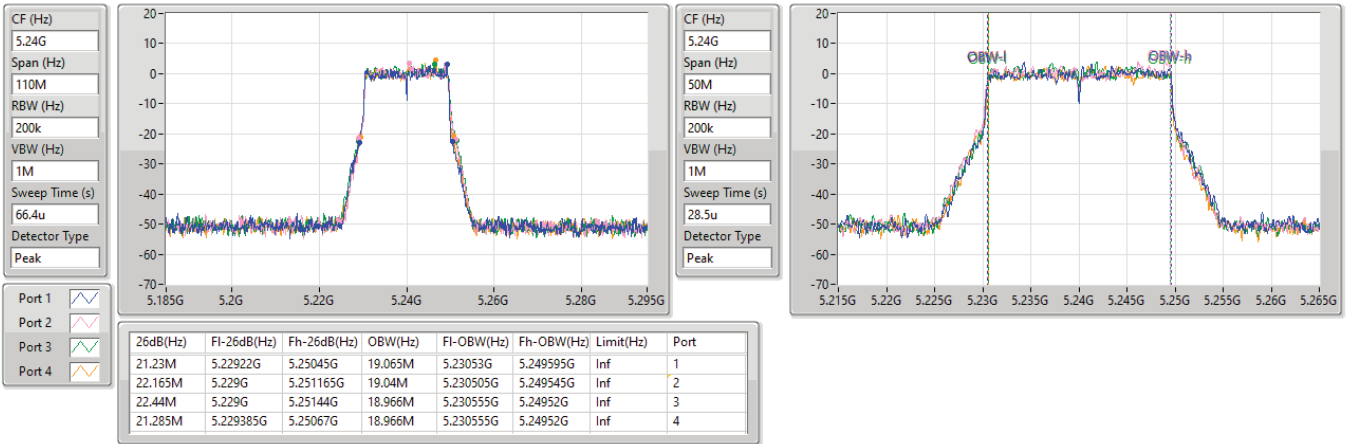 CF (Hz)
5.24G
Span (Hz)
110M
RBW (Hz)
200k
VBW (Hz)
1M
Sweep Time (s)
66.4u
Detector Type
Peak
20
10
0
-10
-20
-30
-40
-50
-60
-70
5.185G 5.2G 5.22G 5.24G 5.26G 5.28G 5.295G
CF (Hz)
5.24G
Span (Hz)
50M
RBW (Hz)
200k
VBW (Hz)
1M
Sweep Time (s)
28.5u
Detector Type
Peak
20
10
0
-10
-20
-30
-40
-50
-60
-70
OBW-l OBW-h
5.215G 5.22G 5.225G 5.23G 5.235G 5.24G 5.245G 5.25G 5.255G 5.26G 5.265G
Port 1
Port 2
Port 3
Port 4
26dB(Hz) Fl-26dB(Hz) Fh-26dB(Hz) OBW(Hz) Fl-OBW(Hz) Fh-OBW(Hz) Limit(Hz) Port
21.23M 5.22922G 5.25045G 19.065M 5.23053G 5.249595G Inf 1
22.165M 5.229G 5.251165G 19.04M 5.230505G 5.249545G Inf 2
22.44M 5.229G 5.25144G 18.966M 5.230555G 5.24952G Inf 3
21.285M 5.229385G 5.25067G 18.966M 5.230555G 5.24952G Inf 4